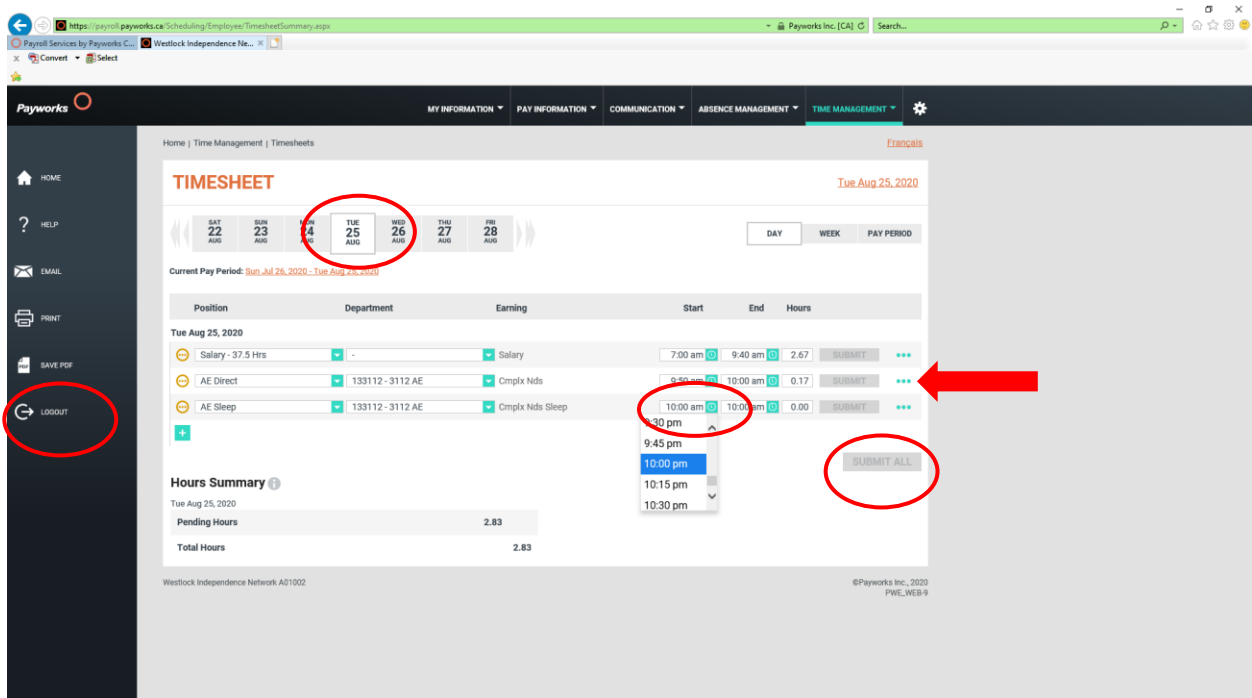 https://payroll.payworks.ca/Scheduling/Employee/TimesheetSummary.aspx Payworks Inc. [CA] Search...
Payroll Services by Payworks C... Westlock Independence Ne... ×
x Convert Select
Payworks MY INFORMATION PAY INFORMATION COMMUNICATION ABSENCE MANAGEMENT TIME MANAGEMENT
Home | Time Management | Timesheets Français
HOME
HELP
EMAIL
PRINT
SAVE PDF
LOGOUT
TIMESHEET Tue Aug 25, 2020
SAT SUN MON TUE WED THU FRI
22 23 24 25 26 27 28
AUG AUG AUG AUG AUG AUG AUG
DAY WEEK PAY PERIOD
Current Pay Period: Sun Jul 26, 2020 - Tue Aug 25, 2020
Position Department Earning Start End Hours
Tue Aug 25, 2020
Salary - 37.5 Hrs - Salary 7:00 am 9:40 am 2.67 SUBMIT
AE Direct 133112 - 3112 AE Cmplx Nds 9:50 am 10:00 am 0.17 SUBMIT
AE Sleep 133112 - 3112 AE Cmplx Nds Sleep 10:00 am 10:00 am 0.00 SUBMIT
9:30 pm
9:45 pm
10:00 pm
10:15 pm
10:30 pm
SUBMIT ALL
Hours Summary
Tue Aug 25, 2020
Pending Hours 2.83
Total Hours 2.83
Westlock Independence Network A01002 ©Payworks Inc., 2020
PWE_WEB-9